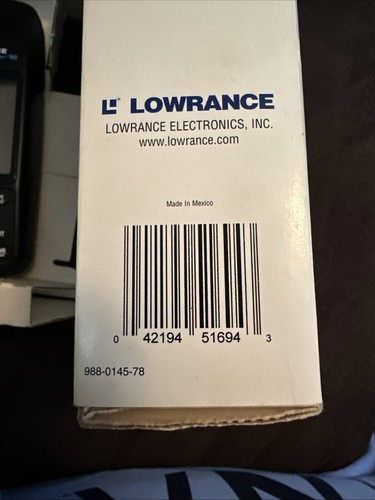 LOWRANCE
LOWRANCE ELECTRONICS, INC.
www.lowrance.com
Made In Mexico
0 42194 51694 3
988-0145-78